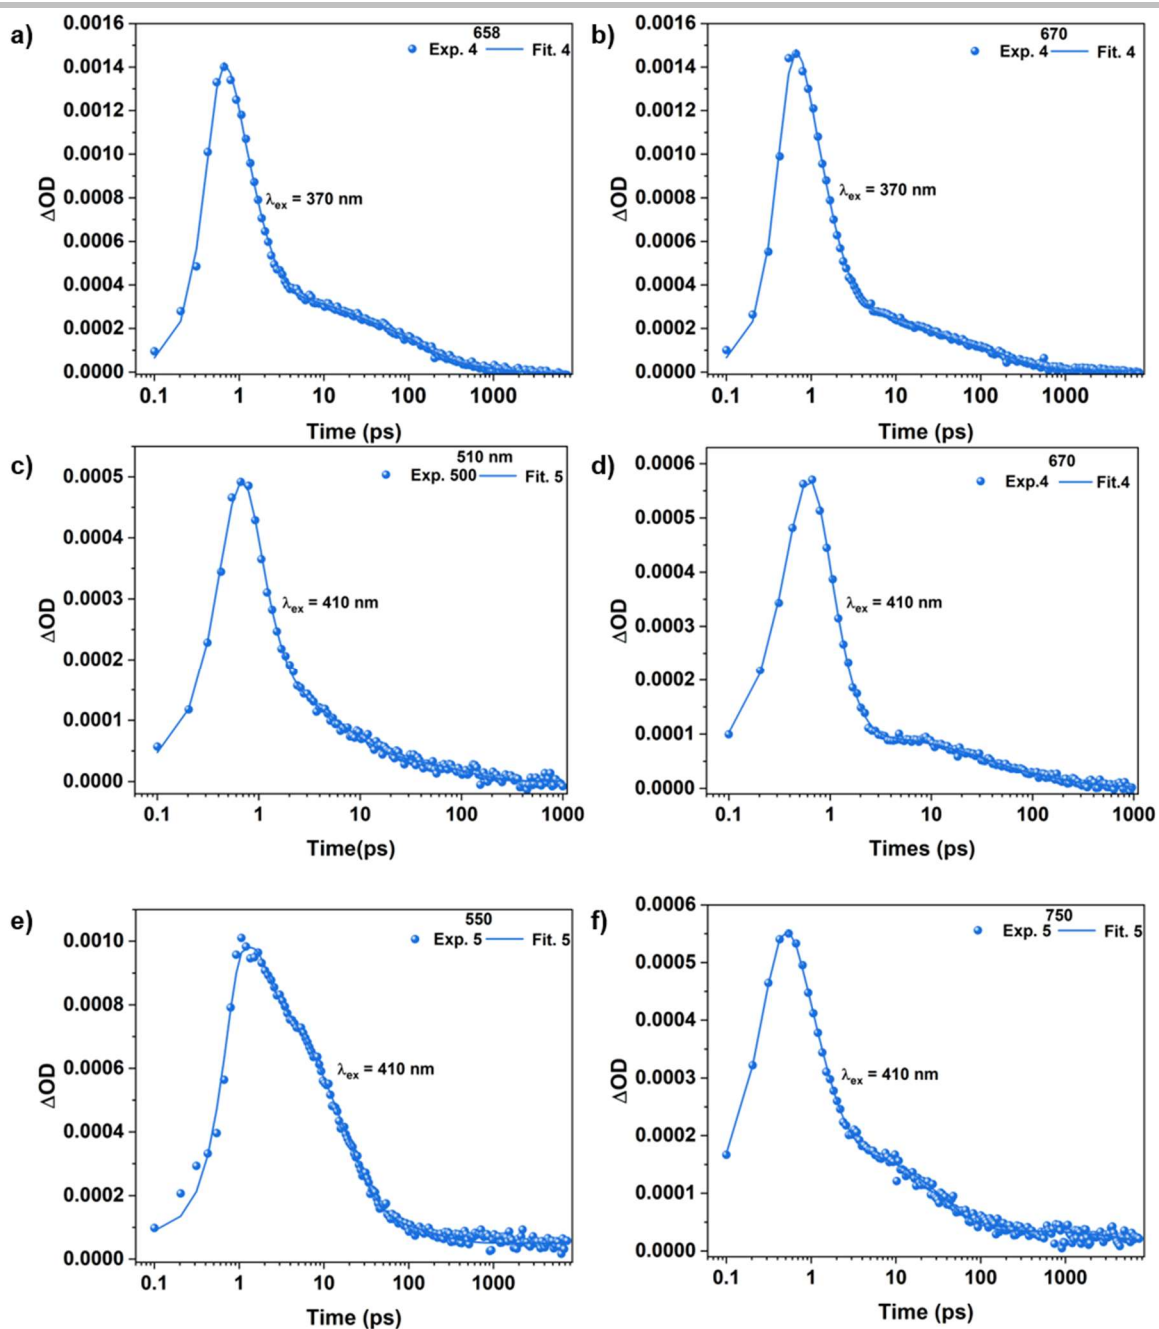 a)
658
Exp. 4 Fit. 4
0.0016
0.0014
0.0012
0.0010
0.0008
0.0006
0.0004
0.0002
0.0000
ΔOD
λex = 370 nm
0.1 1 10 100 1000
Time (ps)
b)
670
Exp. 4 Fit. 4
0.0016
0.0014
0.0012
0.0010
0.0008
0.0006
0.0004
0.0002
0.0000
ΔOD
λex = 370 nm
0.1 1 10 100 1000
Time (ps)
c)
510 nm
Exp. 500 Fit. 5
0.0005
0.0004
0.0003
0.0002
0.0001
0.0000
ΔOD
λex = 410 nm
0.1 1 10 100 1000
Time(ps)
d)
670
Exp.4 Fit.4
0.0006
0.0005
0.0004
0.0003
0.0002
0.0001
0.0000
ΔOD
λex = 410 nm
0.1 1 10 100 1000
Times (ps)
e)
550
Exp. 5 Fit. 5
0.0010
0.0008
0.0006
0.0004
0.0002
0.0000
ΔOD
λex = 410 nm
0.1 1 10 100 1000
Time (ps)
f)
750
Exp. 5 Fit. 5
0.0006
0.0005
0.0004
0.0003
0.0002
0.0001
0.0000
ΔOD
λex = 410 nm
0.1 1 10 100 1000
Time (ps)